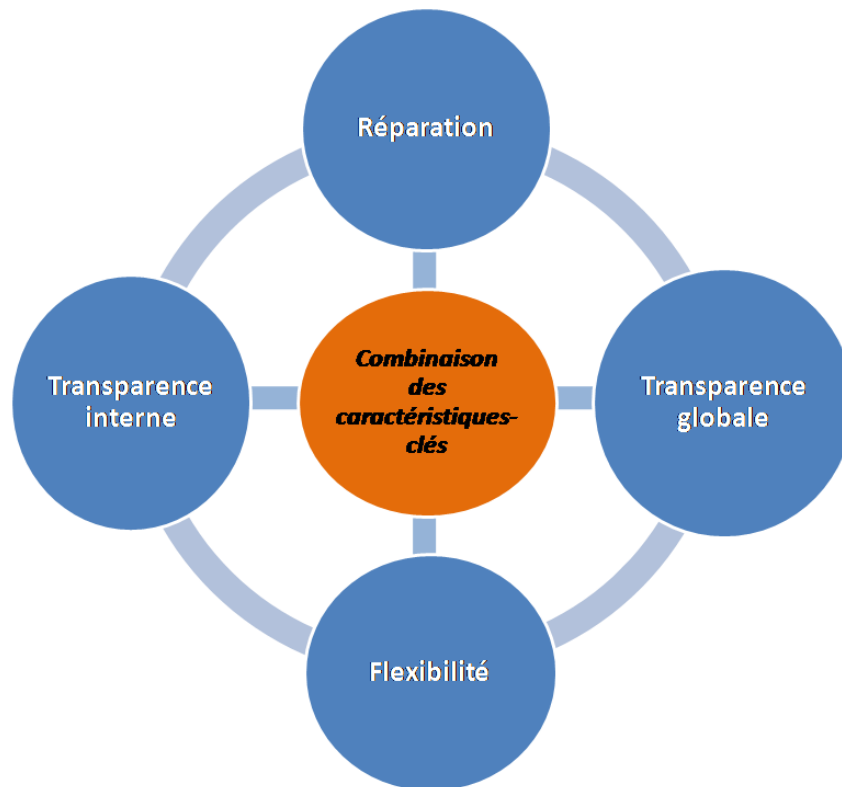 Réparation
Transparence
interne
Combinaison
des
caractéristiques-
clés
Transparence
globale
Flexibilité